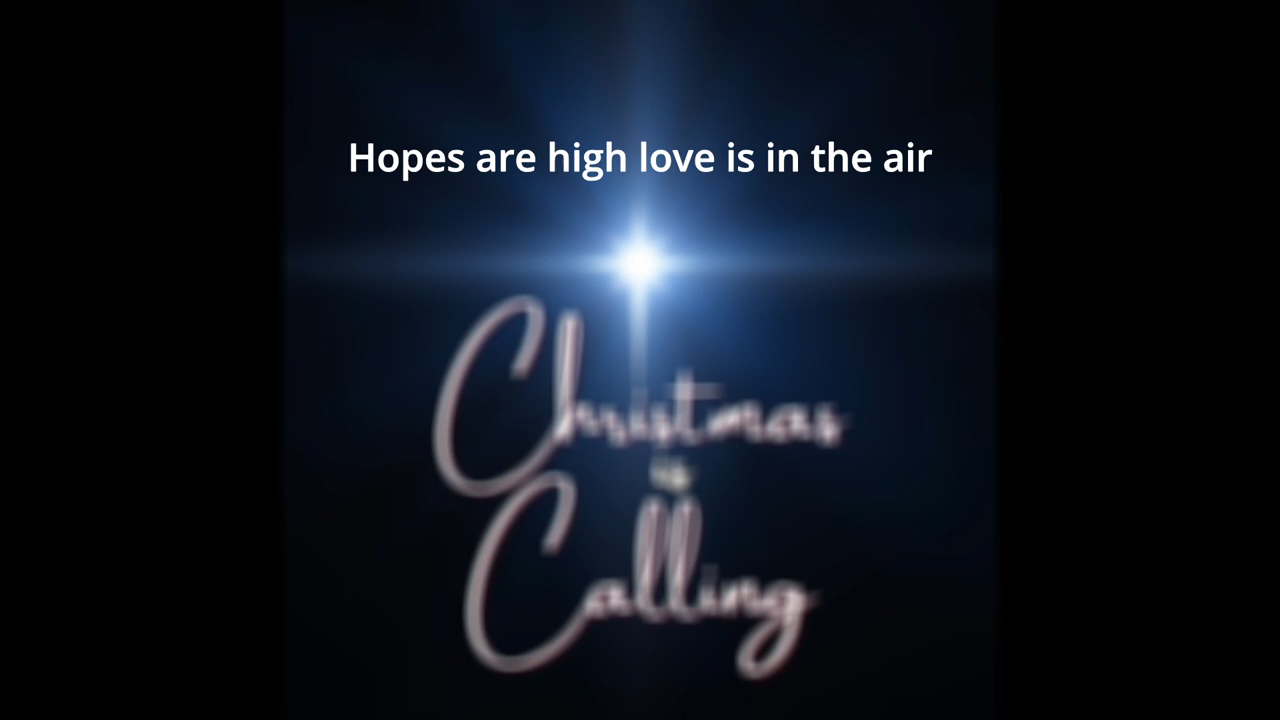 Hopes are high love is in the air
Christmas
is
Calling